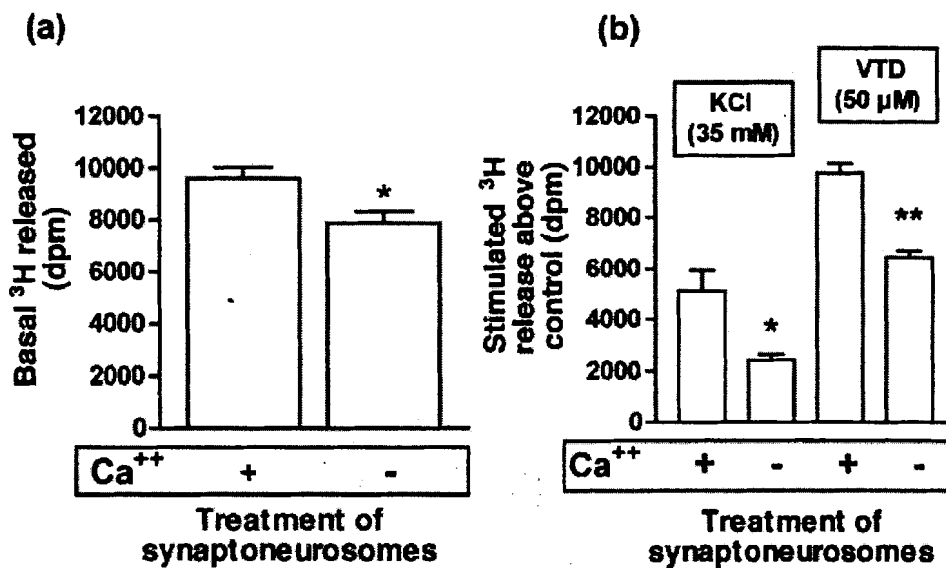 (a)
Basal ³H released
(dpm)
12000
10000
8000
6000
4000
2000
0
*
Ca⁺⁺ + -
Treatment of
synaptoneurosomes
(b)
Stimulated ³H
release above
control (dpm)
12000
10000
8000
6000
4000
2000
0
KCl
(35 mM)
VTD
(50 µM)
*
**
Ca⁺⁺ + - + -
Treatment of
synaptoneurosomes